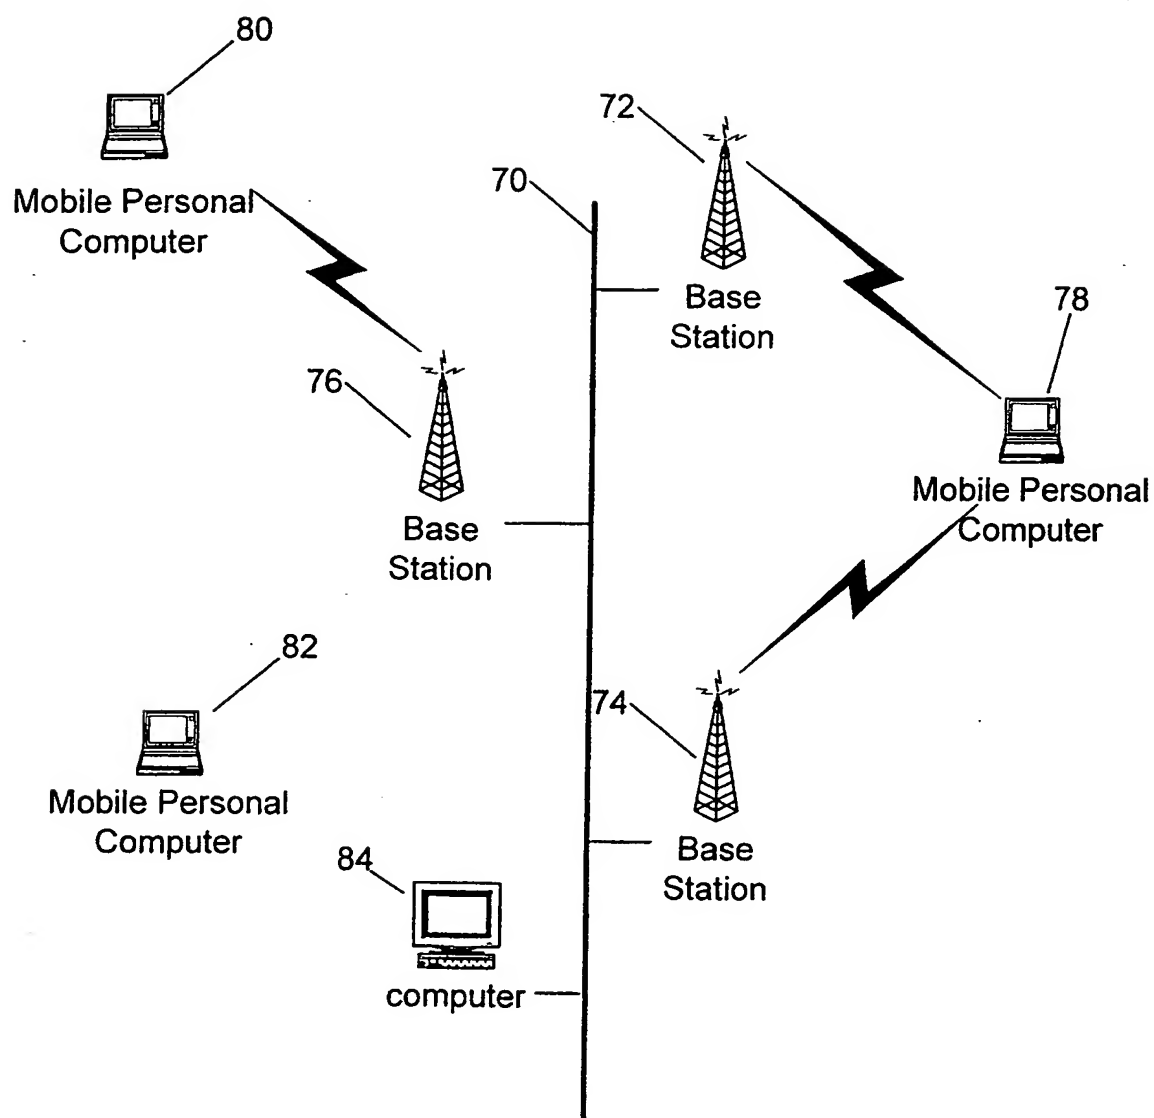 80
Mobile Personal
Computer
72
70
Base
Station
78
Mobile Personal
Computer
76
Base
Station
82
Mobile Personal
Computer
74
Base
Station
84
computer